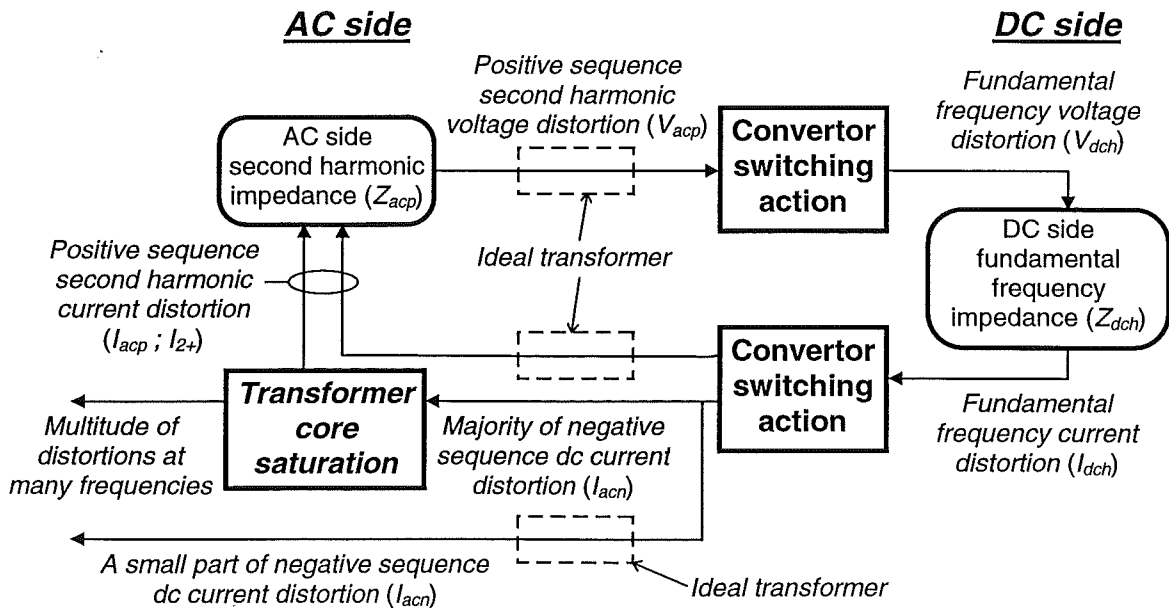 AC side
DC side
Positive sequence
second harmonic
voltage distortion (Vacp)
Fundamental
frequency voltage
distortion (Vdch)
AC side
second harmonic
impedance (Zacp)
Convertor
switching
action
Positive sequence
second harmonic
current distortion
(Iacp ; I2+)
Ideal transformer
DC side
fundamental
frequency
impedance (Zdch)
Transformer
core
saturation
Convertor
switching
action
Multitude of
distortions at
many frequencies
Majority of negative
sequence dc current
distortion (Iacn)
Fundamental
frequency current
distortion (Idch)
A small part of negative sequence
dc current distortion (Iacn)
Ideal transformer